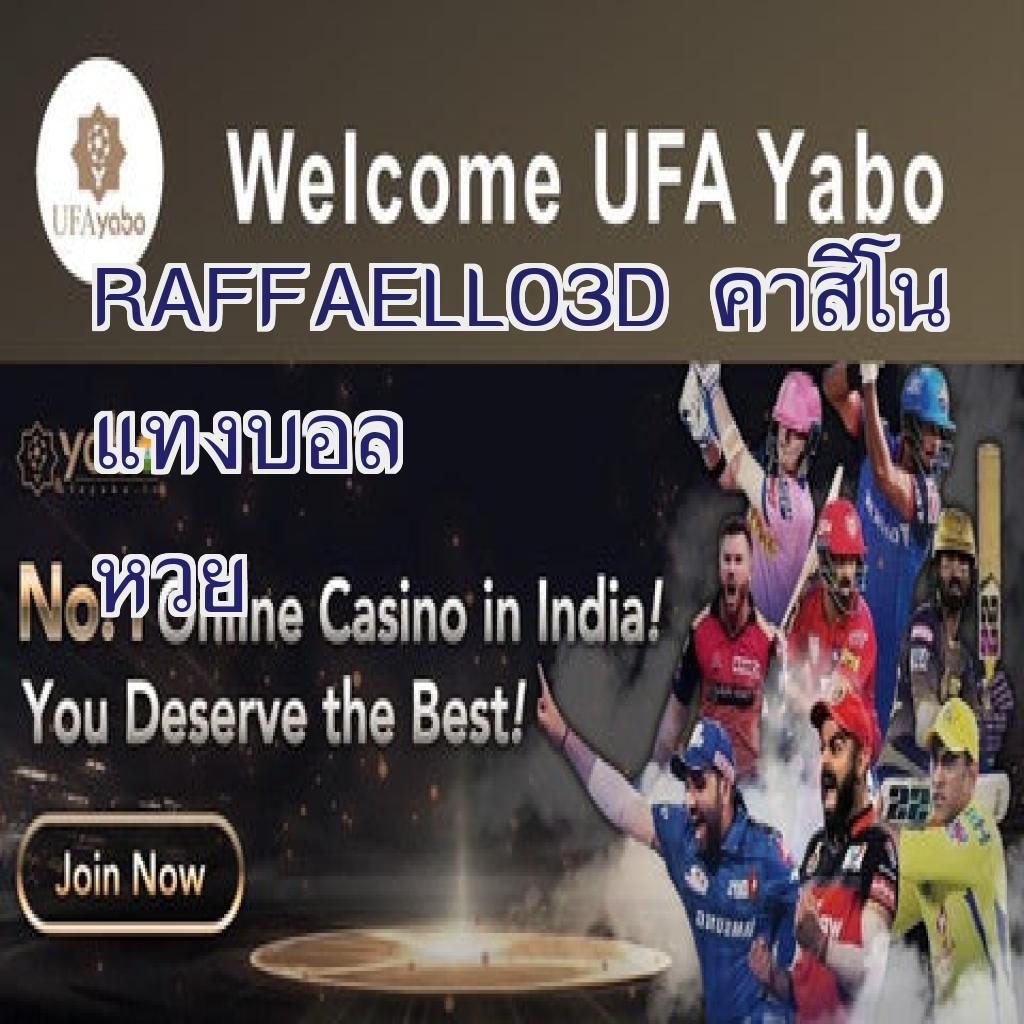 Welcome UFA Yabo
UFAyabo
RAFFAELLO3D คาสิโน
แทงบอล
หวย
No.1 Online Casino in India!
You Deserve the Best!
Join Now
22